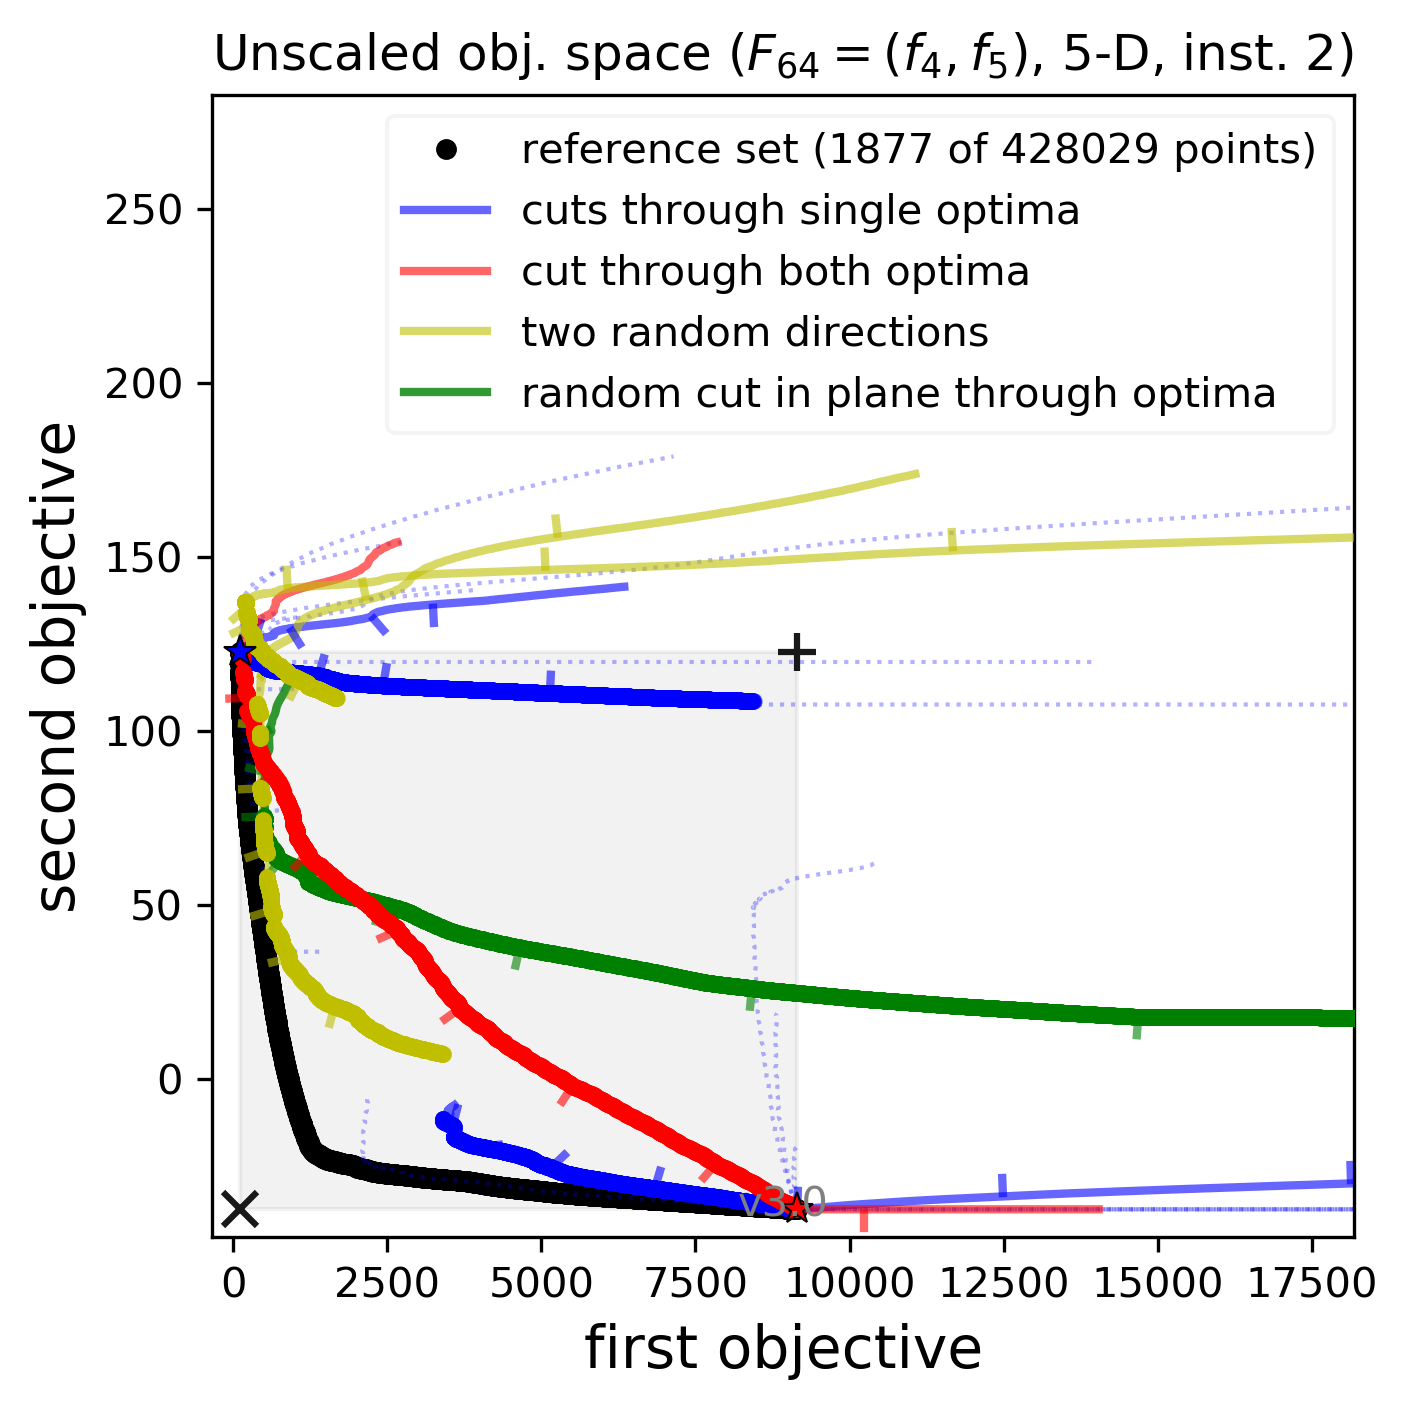 Unscaled obj. space (F64 = (f4, f5), 5-D, inst. 2)
reference set (1877 of 428029 points)
cuts through single optima
cut through both optima
two random directions
random cut in plane through optima
250
200
150
100
50
0
second objective
v3.0
0 2500 5000 7500 10000 12500 15000 17500
first objective